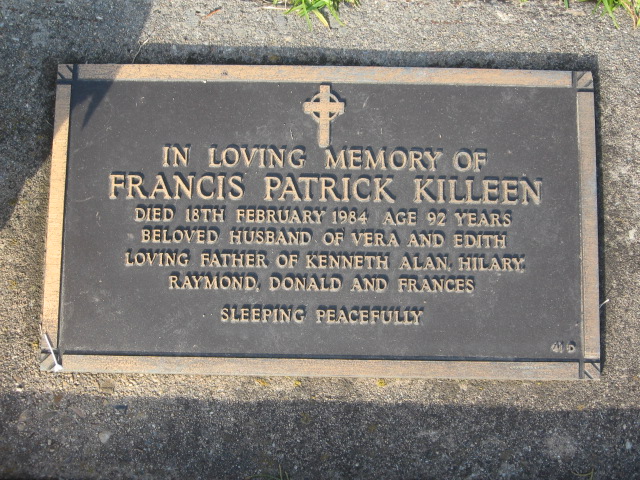 IN LOVING MEMORY OF
FRANCIS PATRICK KILLEEN
DIED 18TH FEBRUARY 1984 AGE 92 YEARS
BELOVED HUSBAND OF VERA AND EDITH
LOVING FATHER OF KENNETH ALAN, HILARY,
RAYMOND, DONALD AND FRANCES
SLEEPING PEACEFULLY